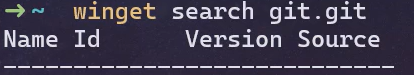 → ~ winget search git.git
Name Id     Version Source
--------------------------